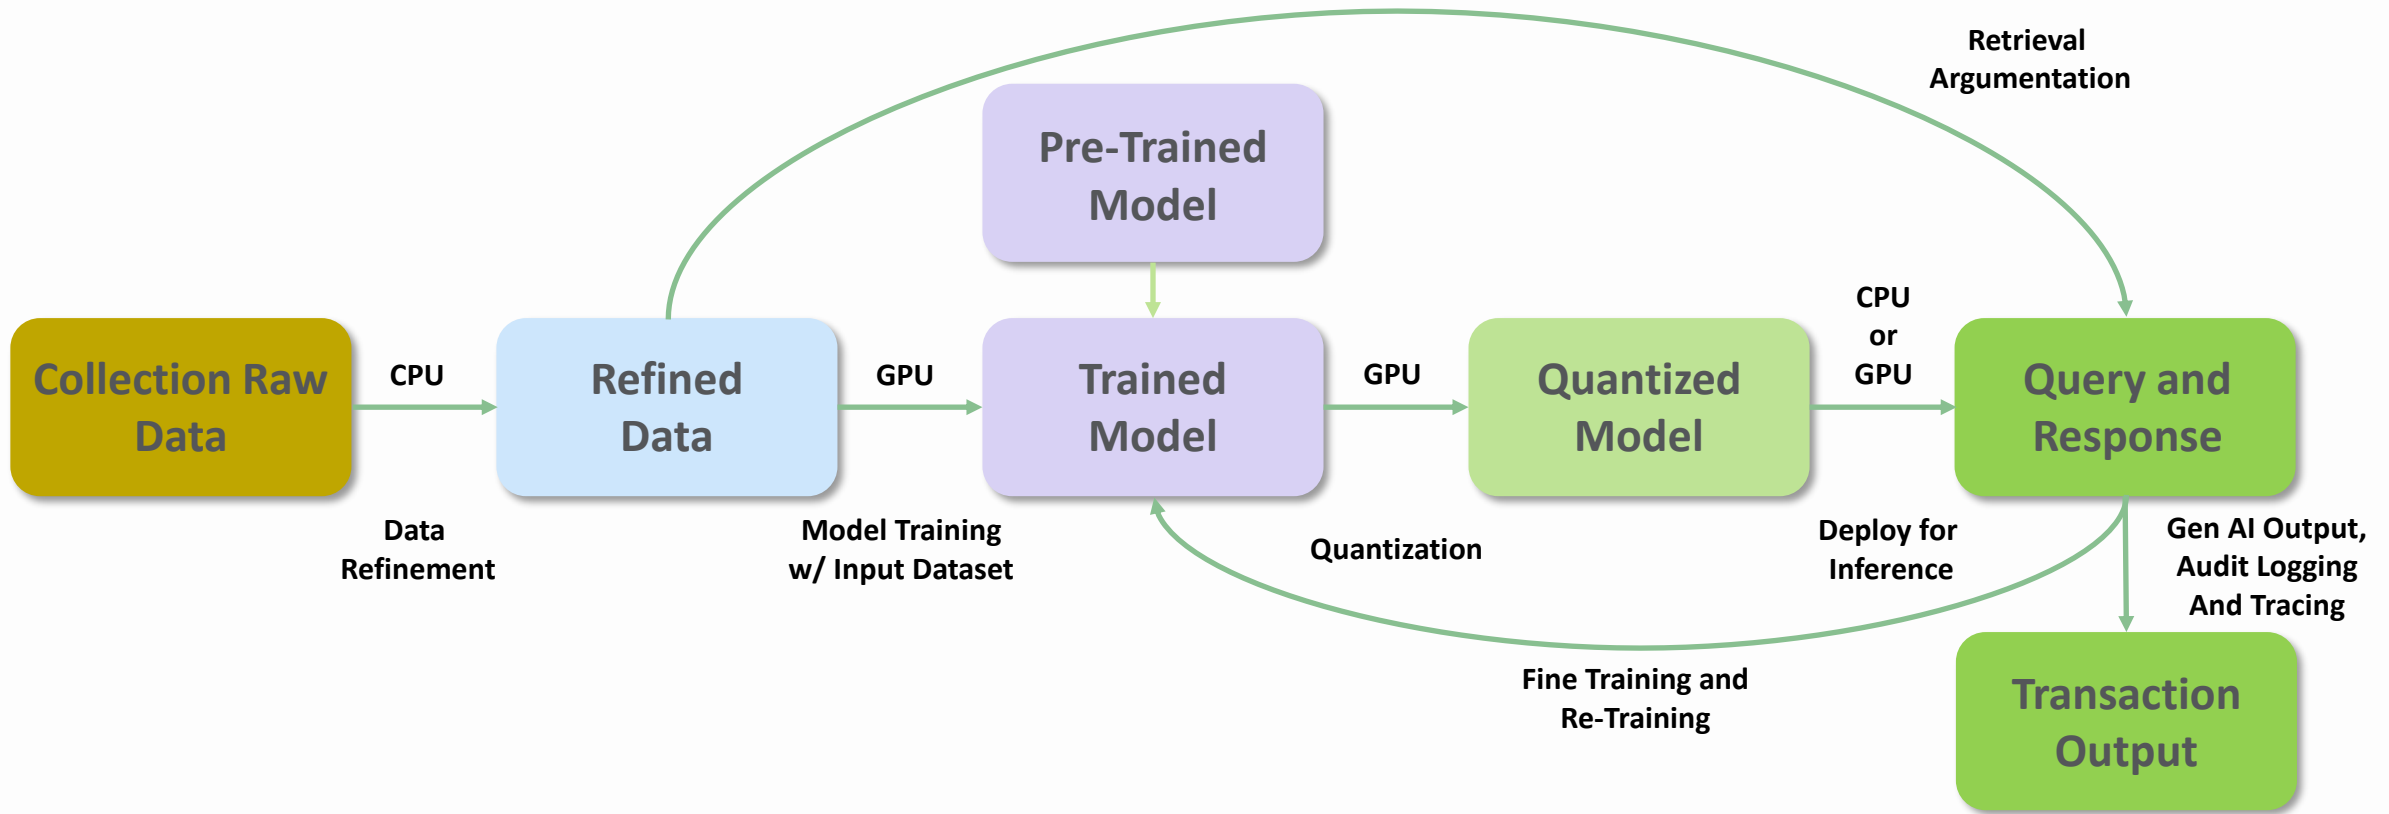 Retrieval
Argumentation
Pre-Trained
Model
Collection Raw
Data
CPU
Refined
Data
GPU
Trained
Model
GPU
Quantized
Model
CPU
or
GPU
Query and
Response
Data
Refinement
Model Training
w/ Input Dataset
Quantization
Deploy for
Inference
Gen AI Output,
Audit Logging
And Tracing
Fine Training and
Re-Training
Transaction
Output